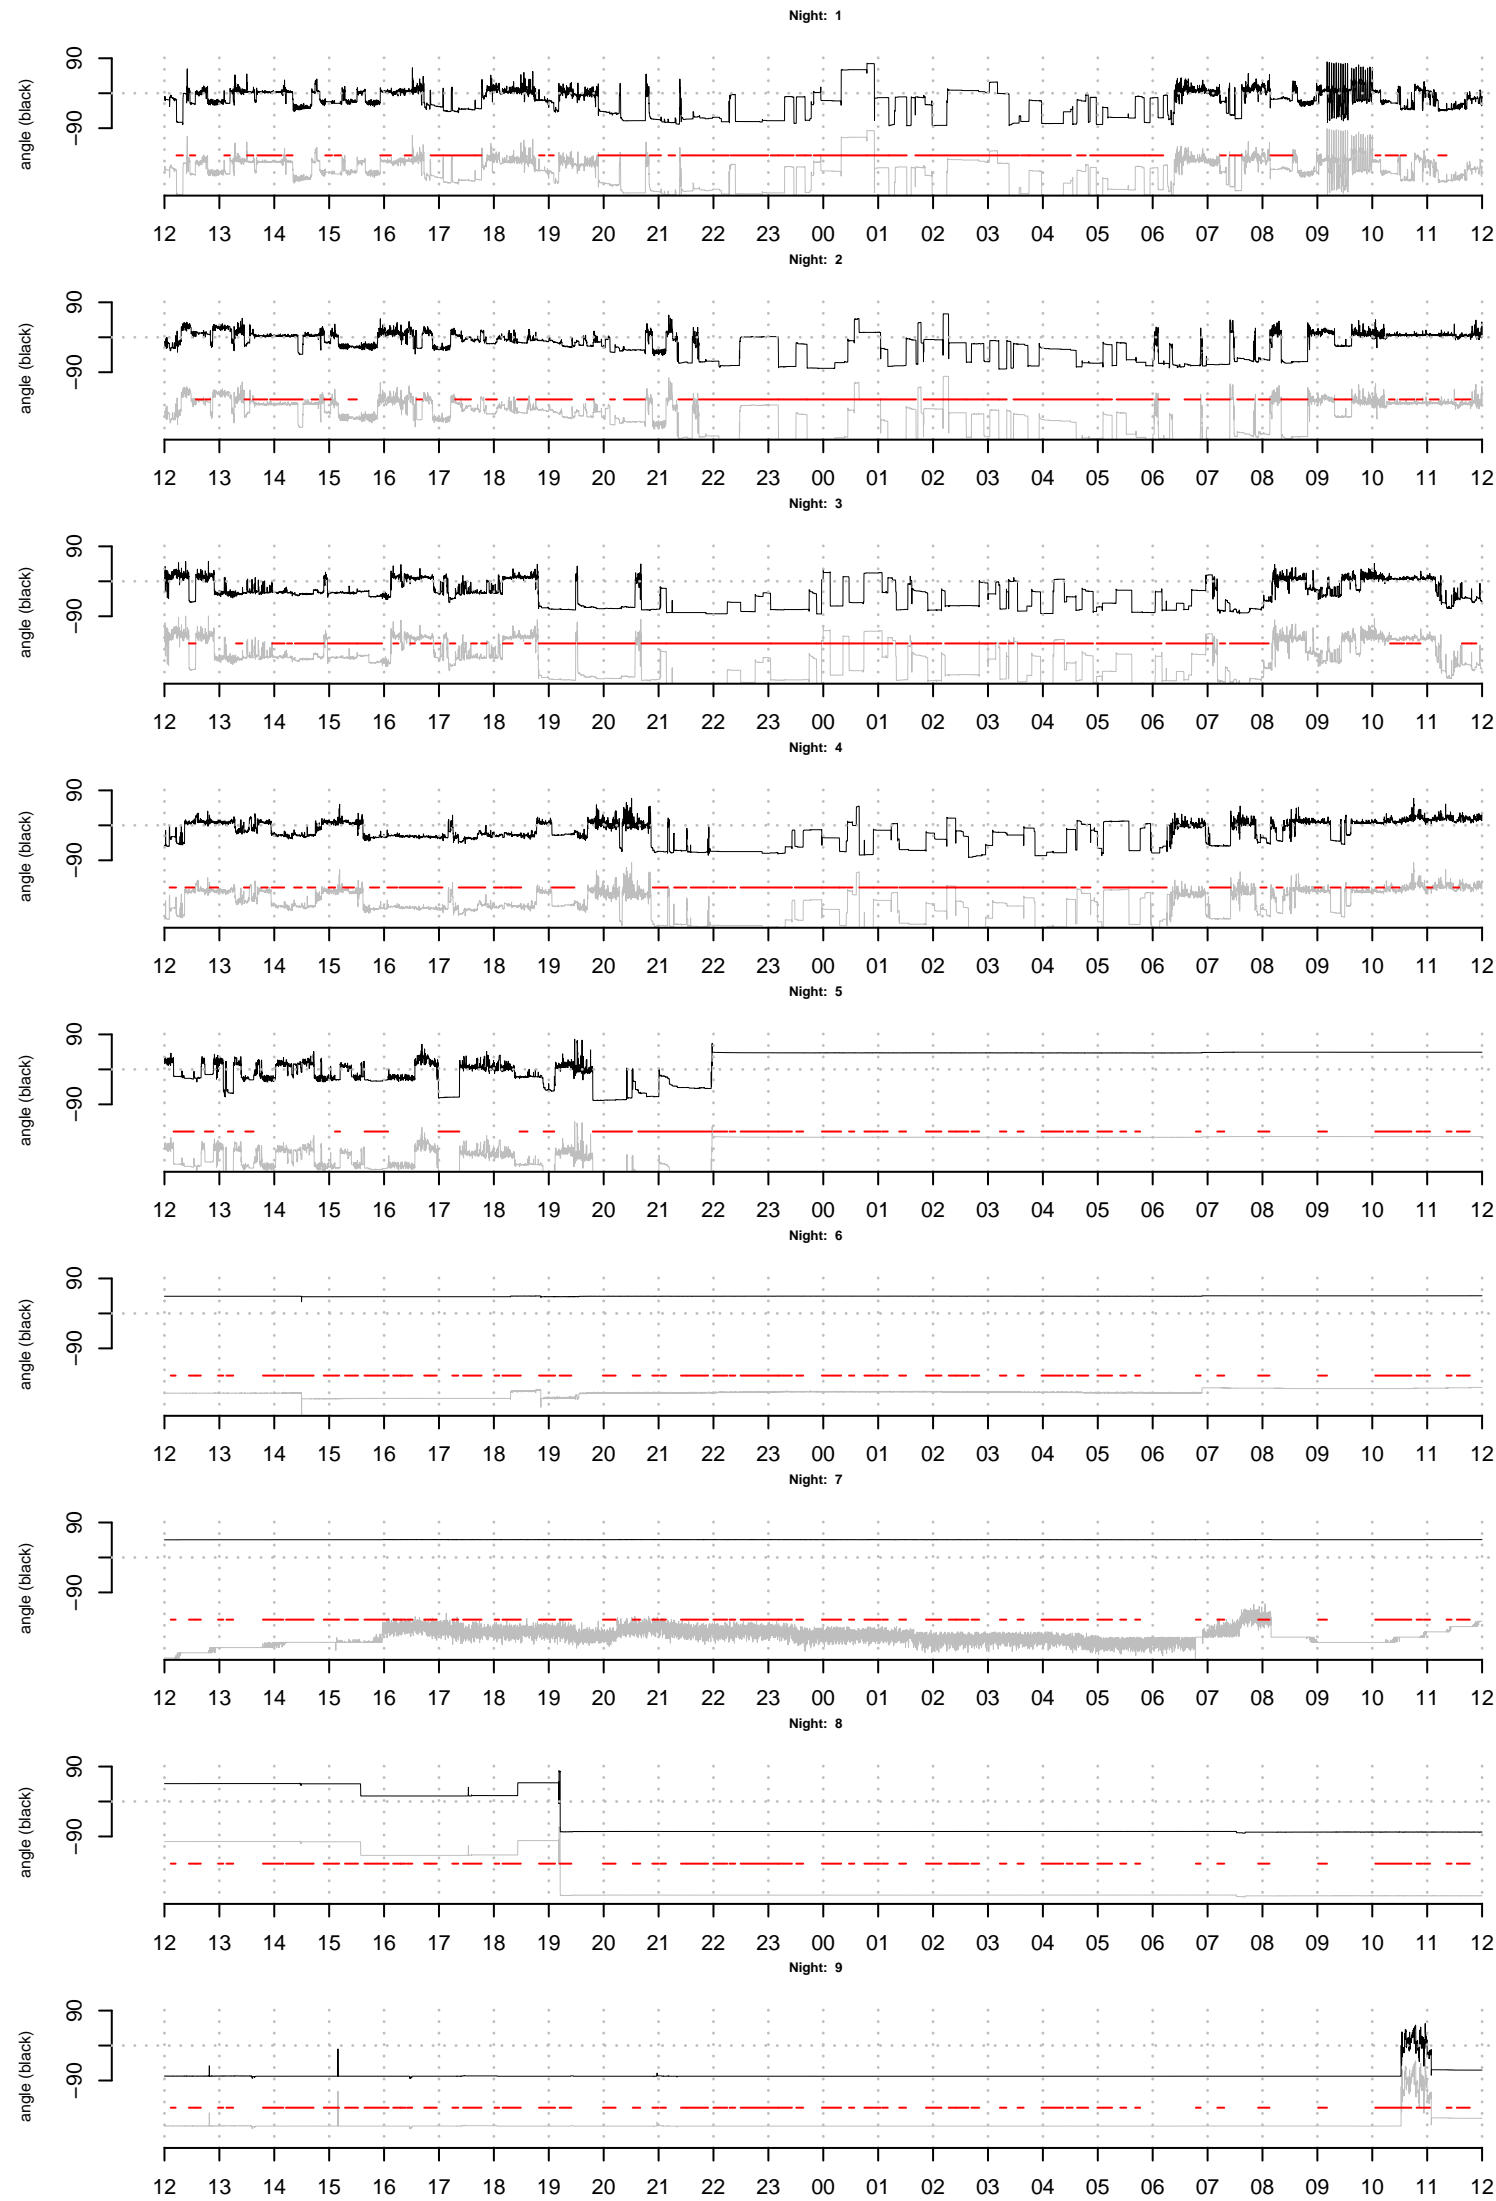 Night: 1
90
-90
angle (black)
12 13 14 15 16 17 18 19 20 21 22 23 00 01 02 03 04 05 06 07 08 09 10 11 12
Night: 2
90
-90
angle (black)
12 13 14 15 16 17 18 19 20 21 22 23 00 01 02 03 04 05 06 07 08 09 10 11 12
Night: 3
90
-90
angle (black)
12 13 14 15 16 17 18 19 20 21 22 23 00 01 02 03 04 05 06 07 08 09 10 11 12
Night: 4
90
-90
angle (black)
12 13 14 15 16 17 18 19 20 21 22 23 00 01 02 03 04 05 06 07 08 09 10 11 12
Night: 5
90
-90
angle (black)
12 13 14 15 16 17 18 19 20 21 22 23 00 01 02 03 04 05 06 07 08 09 10 11 12
Night: 6
90
-90
angle (black)
12 13 14 15 16 17 18 19 20 21 22 23 00 01 02 03 04 05 06 07 08 09 10 11 12
Night: 7
90
-90
angle (black)
12 13 14 15 16 17 18 19 20 21 22 23 00 01 02 03 04 05 06 07 08 09 10 11 12
Night: 8
90
-90
angle (black)
12 13 14 15 16 17 18 19 20 21 22 23 00 01 02 03 04 05 06 07 08 09 10 11 12
Night: 9
90
-90
angle (black)
12 13 14 15 16 17 18 19 20 21 22 23 00 01 02 03 04 05 06 07 08 09 10 11 12